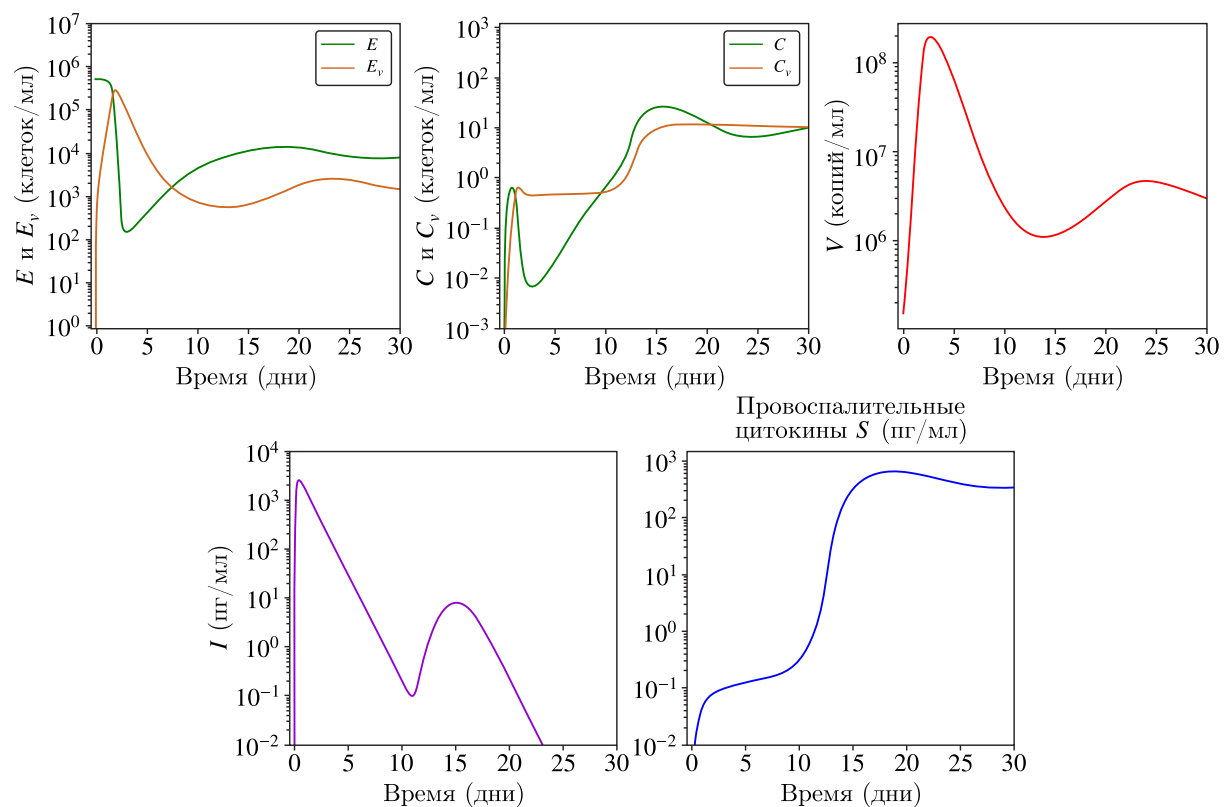 E и E_v (клеток/мл)
10^7
10^6
10^5
10^4
10^3
10^2
10^1
10^0
E
E_v
0 5 10 15 20 25 30
Время (дни)
C и C_v (клеток/мл)
10^3
10^2
10^1
10^0
10^−1
10^−2
10^−3
C
C_v
0 5 10 15 20 25 30
Время (дни)
V (копий/мл)
10^8
10^7
10^6
0 5 10 15 20 25 30
Время (дни)
I (пг/мл)
10^4
10^3
10^2
10^1
10^0
10^−1
10^−2
0 5 10 15 20 25 30
Время (дни)
Провоспалительные
цитокины S (пг/мл)
10^3
10^2
10^1
10^0
10^−1
10^−2
0 5 10 15 20 25 30
Время (дни)